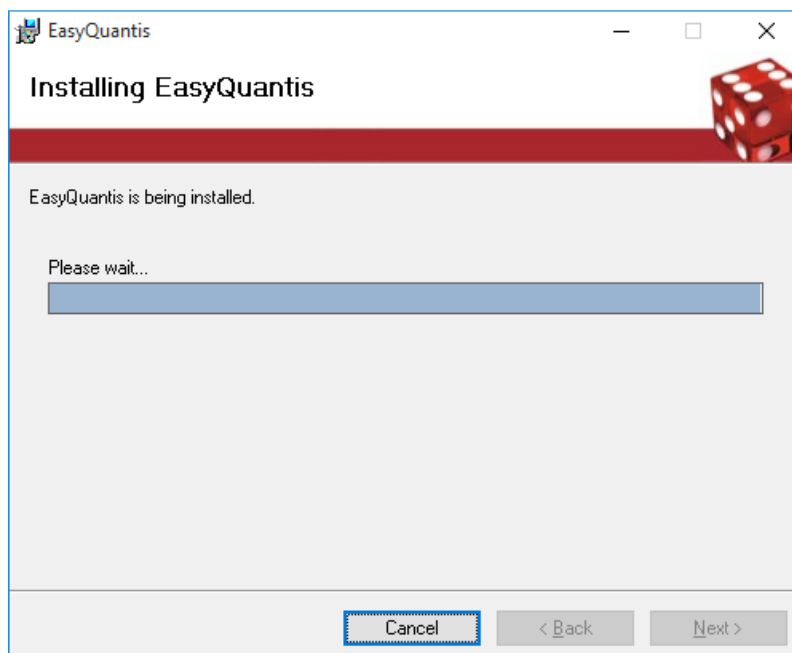 EasyQuantis
Installing EasyQuantis
EasyQuantis is being installed.
Please wait...
Cancel
< Back
Next >